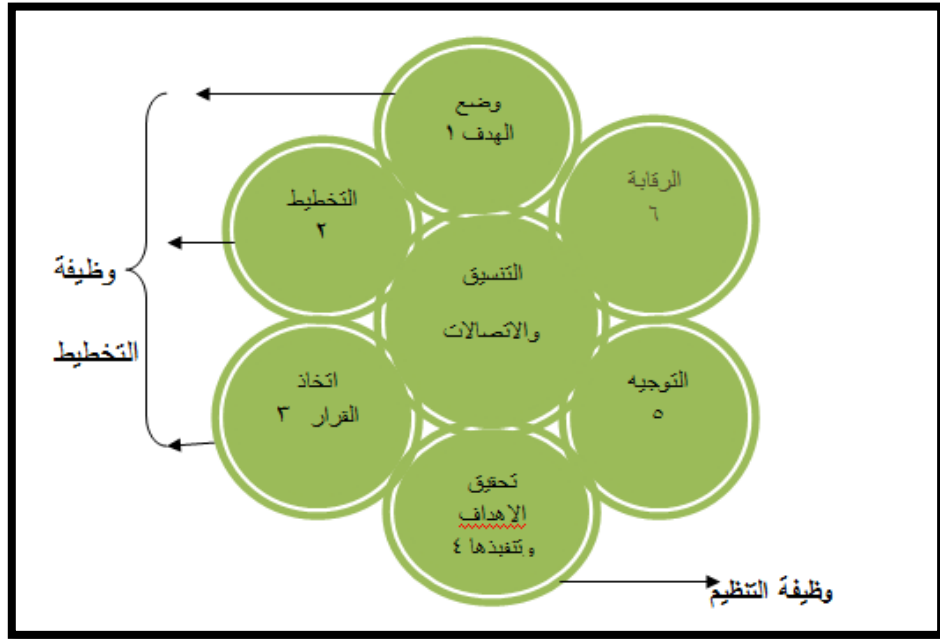 وضع
الهدف ١
التخطيط
٢
اتخاذ
القرار ٣
تحقيق
الاهداف
وتنفيذها ٤
التوجيه
٥
الرقابة
٦
التنسيق
والاتصالات
وظيفة
التخطيط
وظيفة التنظيم